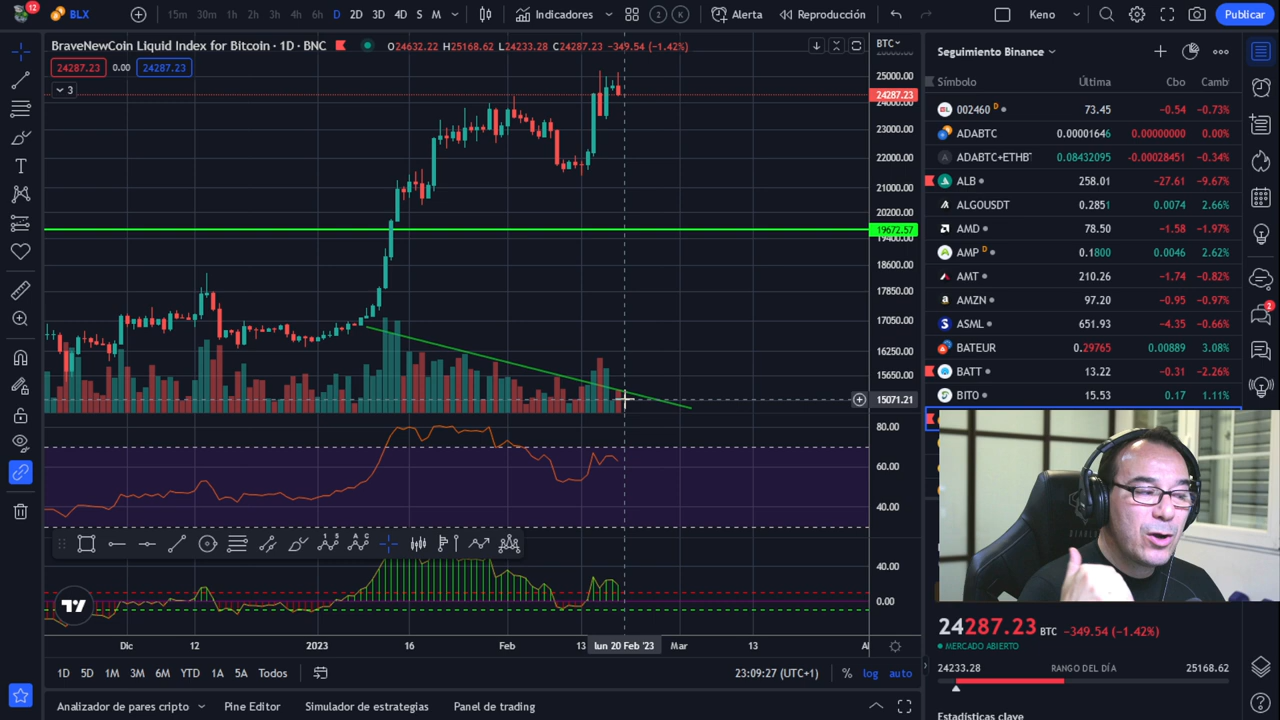 12
BLX
15m 30m 1h 2h 3h 4h 6h D 2D 3D 4D S M
Indicadores
2 K
Alerta
Reproducción
Keno
Publicar
BraveNewCoin Liquid Index for Bitcoin · 1D · BNC
O24632.22 H25168.62 L24233.28 C24287.23 −349.54 (−1.42%)
24287.23 0.00 24287.23
3
BTC
25000.00
24287.23
24000.00
23000.00
22000.00
21000.00
20200.00
19672.57
19400.00
18600.00
17850.00
17050.00
16250.00
15650.00
15071.21
80.00
60.00
40.00
40.00
0.00
Dic 12 2023 16 Feb 13 lun 20 Feb '23 Mar 13
1D 5D 1M 3M 6M YTD 1A 5A Todos
23:09:27 (UTC+1) % log auto
Analizador de pares cripto Pine Editor Simulador de estrategias Panel de trading
Seguimiento Binance
Símbolo Última Cbo Camb
002460 D 73.45 −0.54 −0.73%
ADABTC 0.00001646 0.00000000 0.00%
ADABTC+ETHBT 0.08432095 −0.00028451 −0.34%
ALB 258.01 −27.61 −9.67%
ALGOUSDT 0.2851 0.0074 2.66%
AMD 78.50 −1.58 −1.97%
AMP D 0.1800 0.0046 2.62%
AMT 210.26 −1.74 −0.82%
AMZN 97.20 −0.95 −0.97%
ASML 651.93 −4.35 −0.66%
BATEUR 0.29765 0.00889 3.08%
BATT 13.22 −0.31 −2.26%
BITO 15.53 0.17 1.11%
2
24287.23 BTC −349.54 (−1.42%)
MERCADO ABIERTO
24233.28 RANGO DEL DÍA 25168.62
Estadísticas clave